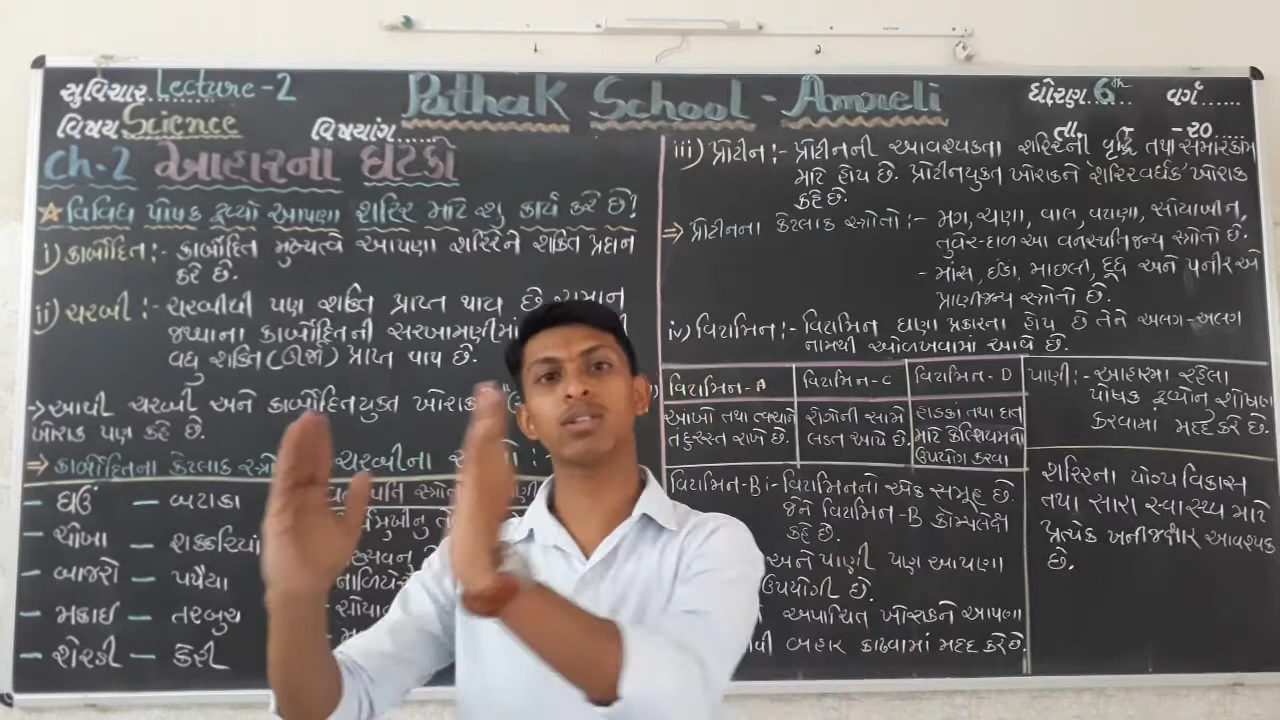 સુવિચાર......Lecture-2
Pathak School - Amreli
ધોરણ 6th.... વર્ગ......
વિષય Science વિષયાંગ........
તા. - -૨૦....
ch-2 આહારના ઘટકો
☆ વિવિધ પોષક દ્રવ્યો આપણા શરિર માટે શુ કાર્ય કરે છે?
i) કાર્બોદિત :- કાર્બોદિત મુખ્યત્વે આપણા શરિરને શક્તિ પ્રદાન
કરે છે.
ii) ચરબી :- ચરબીથી પણ શક્તિ પ્રાપ્ત થાય છે સમાન
જથ્થાના કાર્બોદિતની સરખામણીમાં
વધુ શક્તિ (ઊર્જા) પ્રાપ્ત થાય છે.
-> આથી ચરબી અને કાર્બોદિતયુક્ત ખોરાક
ખોરાક પણ કહે છે.
=> કાર્બોદિતના કેટલાક ચરબીના
- ઘઉં - બટાકા
- ચોખા - શક્કરિયા
- બાજરો - પપૈયા
- મકાઈ - તરબુચ
- શેરડી - કેરી
iii) પ્રોટીન :- પ્રોટીનની આવશ્યકતા શરિરની વૃદ્ધિ તથા સમારકામ
માટે હોય છે. પ્રોટીનયુક્ત ખોરાકને 'શરિરવર્ધક' ખોરાક
કહે છે.
=> પ્રોટીનના કેટલાક સ્ત્રોતો :- મગ, ચણા, વાલ, વટાણા, સોયાબીન,
તુવેર-દાળ આ વનસ્પતિજન્ય સ્ત્રોતો છે.
- માંસ, ઈંડા, માછલી, દૂધ અને પનીર એ
પ્રાણીજન્ય સ્ત્રોતો છે.
iv) વિટામિન :- વિટામિન ઘણા પ્રકારના હોય છે તેને અલગ-અલગ
નામથી ઓળખવામાં આવે છે.
વિટામિન-A વિટામિન-C વિટામિન-D
આંખો તથા ત્વચાને રોગોની સામે હાડકાં તથા દાત
તંદુરસ્ત રાખે છે. લડત આપે છે. માટે કેલ્શિયમનો
ઉપયોગ કરવા
વિટામિન-B :- વિટામિનનો એક સમૂહ છે.
જેને વિટામિન-B કોમ્પલેક્ષ
કહે છે.
અને પાણી પણ આપણા
ઉપયોગી છે.
અપાચિત ખોરાકને આપણા
બહાર કાઢવામાં મદદ કરે છે.
પાણી :- આહારમા રહેલા
પોષક દ્રવ્યોને શોષણ
કરવામાં મદદ કરે છે.
શરિરના યોગ્ય વિકાસ
તથા સારા સ્વાસ્થ્ય માટે
પ્રત્યેક ખનીજક્ષાર આવશ્યક
છે.